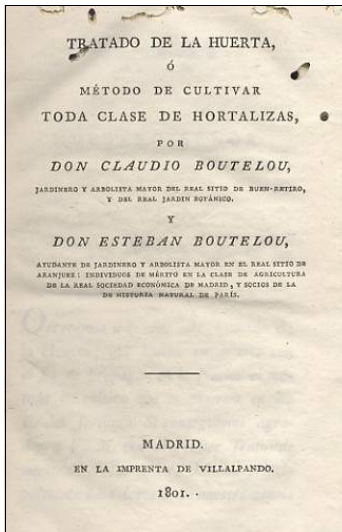 TRATADO DE LA HUERTA,
Ó
MÉTODO DE CULTIVAR
TODA CLASE DE HORTALIZAS,
POR
DON CLAUDIO BOUTELOU,
JARDINERO Y ARBOLISTA MAYOR DEL REAL SITIO DE BUEN-RETIRO,
Y DEL REAL JARDIN BOTÁNICO.
Y
DON ESTEBAN BOUTELOU,
AYUDANTE DE JARDINERO Y ARBOLISTA MAYOR EN EL REAL SITIO DE
ARANJUEZ: INDIVIDUOS DE MÉRITO EN LA CLASE DE AGRICULTURA
DE LA REAL SOCIEDAD ECONÓMICA DE MADRID, Y SOCIOS DE LA
DE HISTORIA NATURAL DE PARÍS.
MADRID.
EN LA IMPRENTA DE VILLALPANDO.
1801.